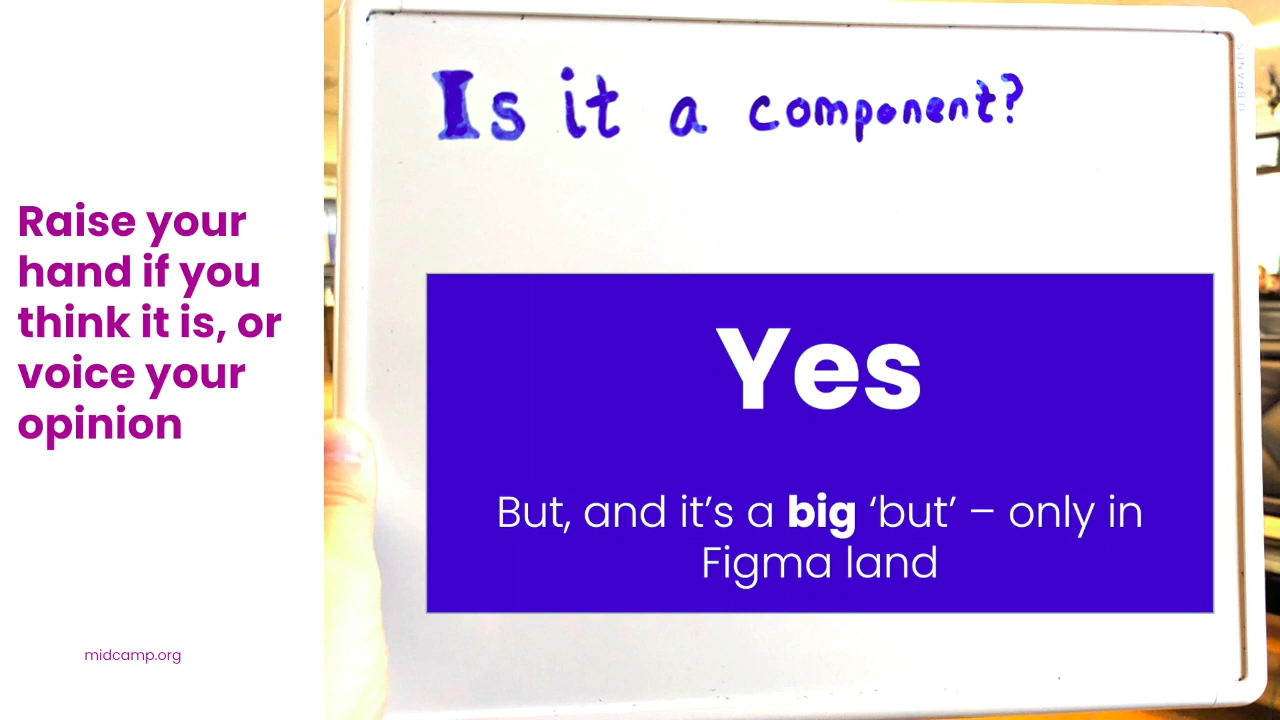 Raise your
hand if you
think it is, or
voice your
opinion
midcamp.org
Is it a component?
U BRANDS
Yes
But, and it’s a big ‘but’ – only in
Figma land